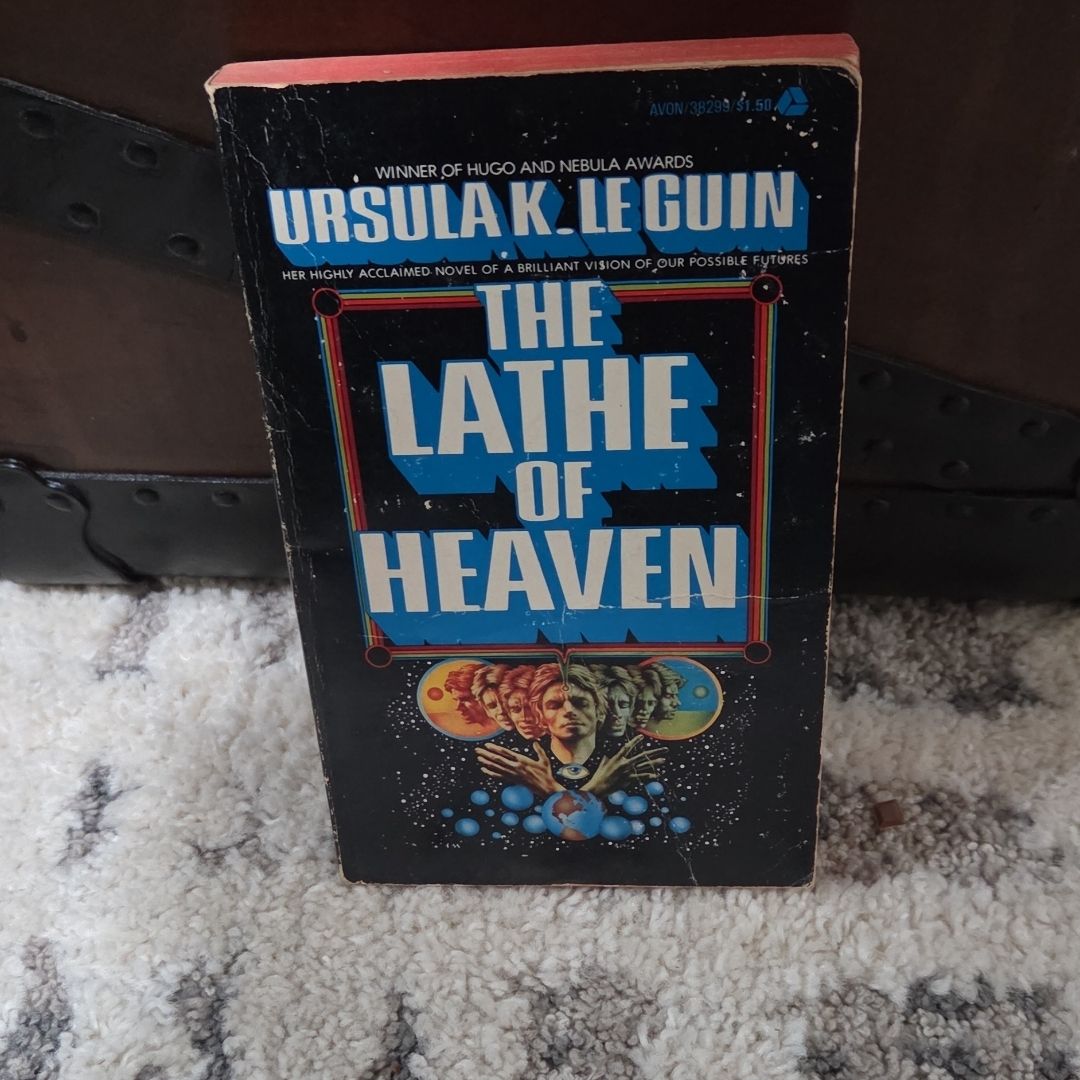 AVON/38299/$1.50
WINNER OF HUGO AND NEBULA AWARDS
URSULA K. LE GUIN
HER HIGHLY ACCLAIMED NOVEL OF A BRILLIANT VISION OF OUR POSSIBLE FUTURES
THE
LATHE
OF
HEAVEN